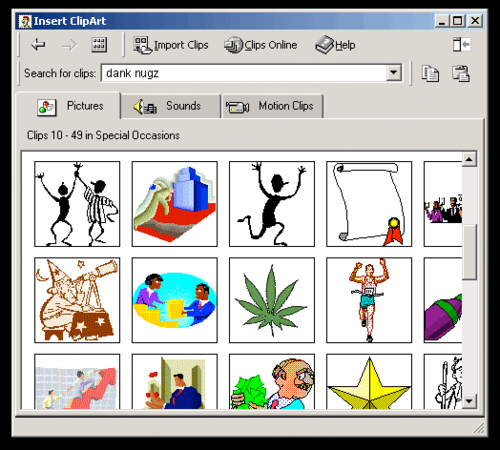 Insert ClipArt
Import Clips Clips Online Help
Search for clips: dank nugz
Pictures Sounds Motion Clips
Clips 10 - 49 in Special Occasions